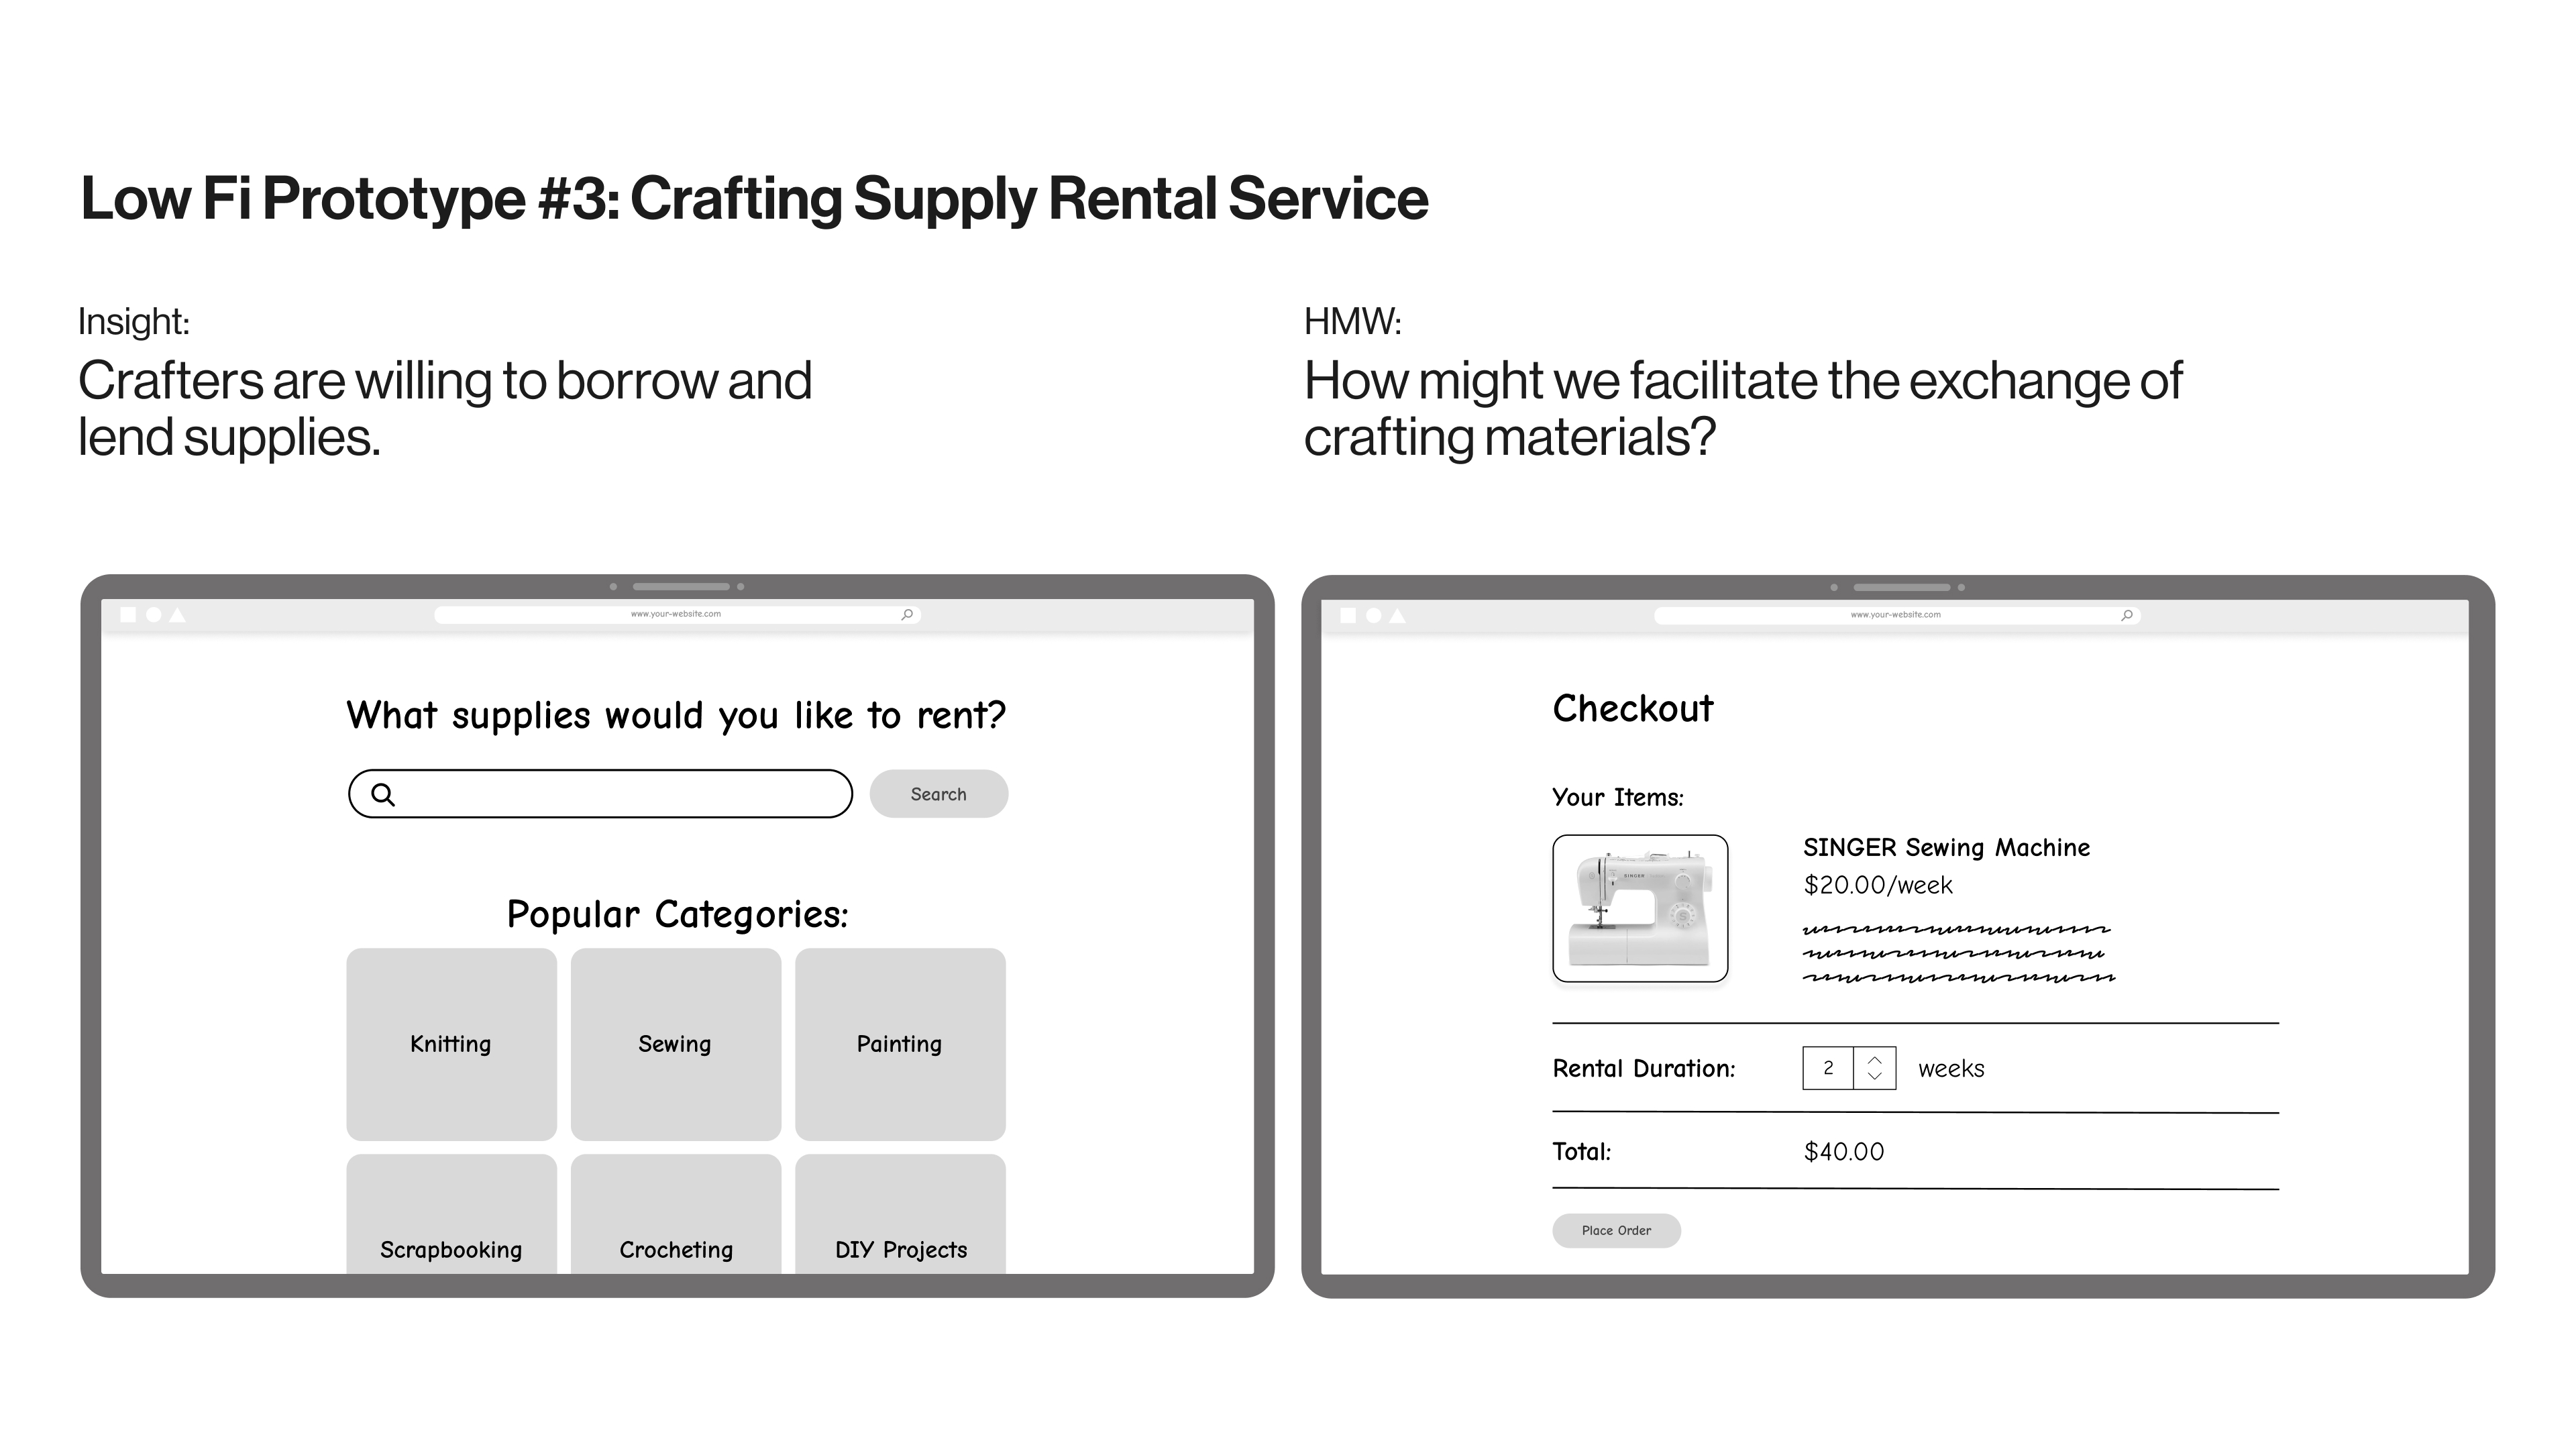 Low Fi Prototype #3: Crafting Supply Rental Service
Insight:
Crafters are willing to borrow and
lend supplies.
HMW:
How might we facilitate the exchange of
crafting materials?
www.your-website.com
What supplies would you like to rent?
Search
Popular Categories:
Knitting
Sewing
Painting
Scrapbooking
Crocheting
DIY Projects
www.your-website.com
Checkout
Your Items:
SINGER
SINGER Sewing Machine
$20.00/week
Rental Duration:
2
weeks
Total:
$40.00
Place Order